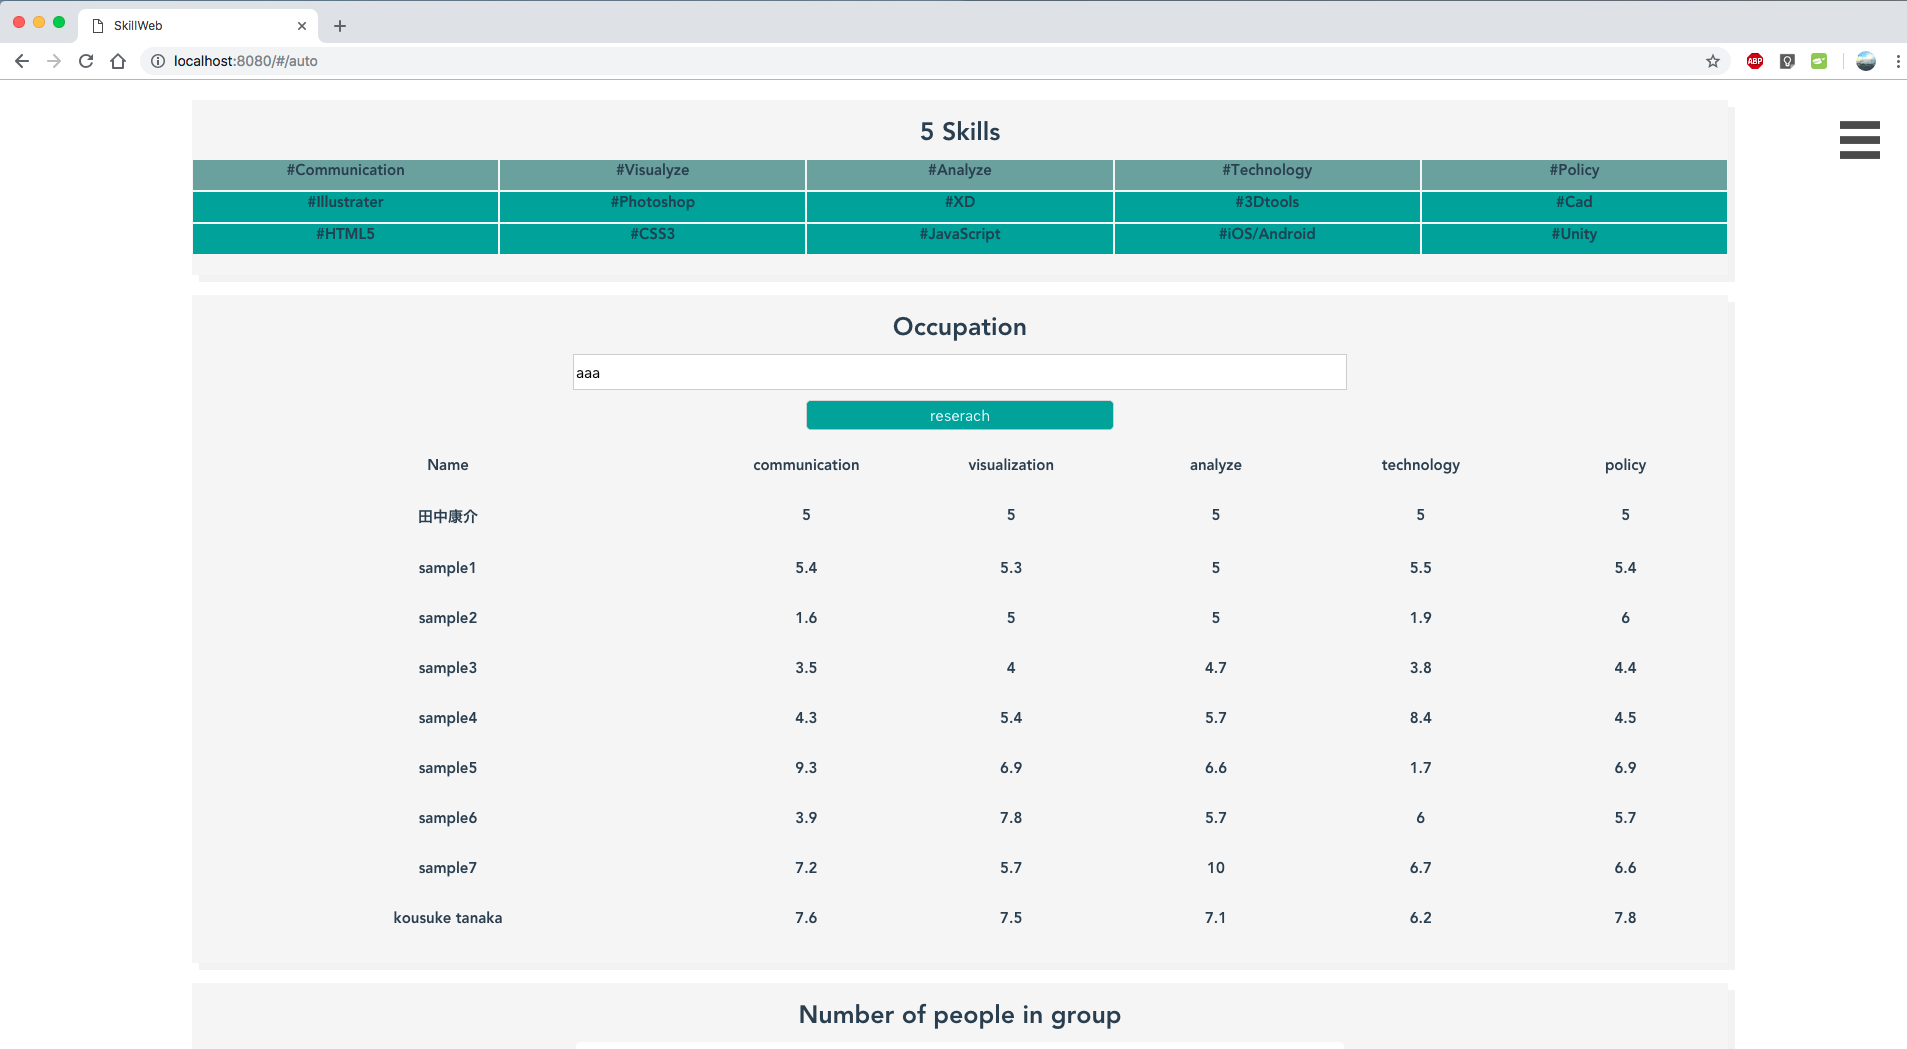 SkillWeb
localhost:8080/#/auto
ABP
5 Skills
#Communication #Visualyze #Analyze #Technology #Policy
#Illustrater #Photoshop #XD #3Dtools #Cad
#HTML5 #CSS3 #JavaScript #iOS/Android #Unity
Occupation
aaa
reserach
Name communication visualization analyze technology policy
田中康介 5 5 5 5 5
sample1 5.4 5.3 5 5.5 5.4
sample2 1.6 5 5 1.9 6
sample3 3.5 4 4.7 3.8 4.4
sample4 4.3 5.4 5.7 8.4 4.5
sample5 9.3 6.9 6.6 1.7 6.9
sample6 3.9 7.8 5.7 6 5.7
sample7 7.2 5.7 10 6.7 6.6
kousuke tanaka 7.6 7.5 7.1 6.2 7.8
Number of people in group